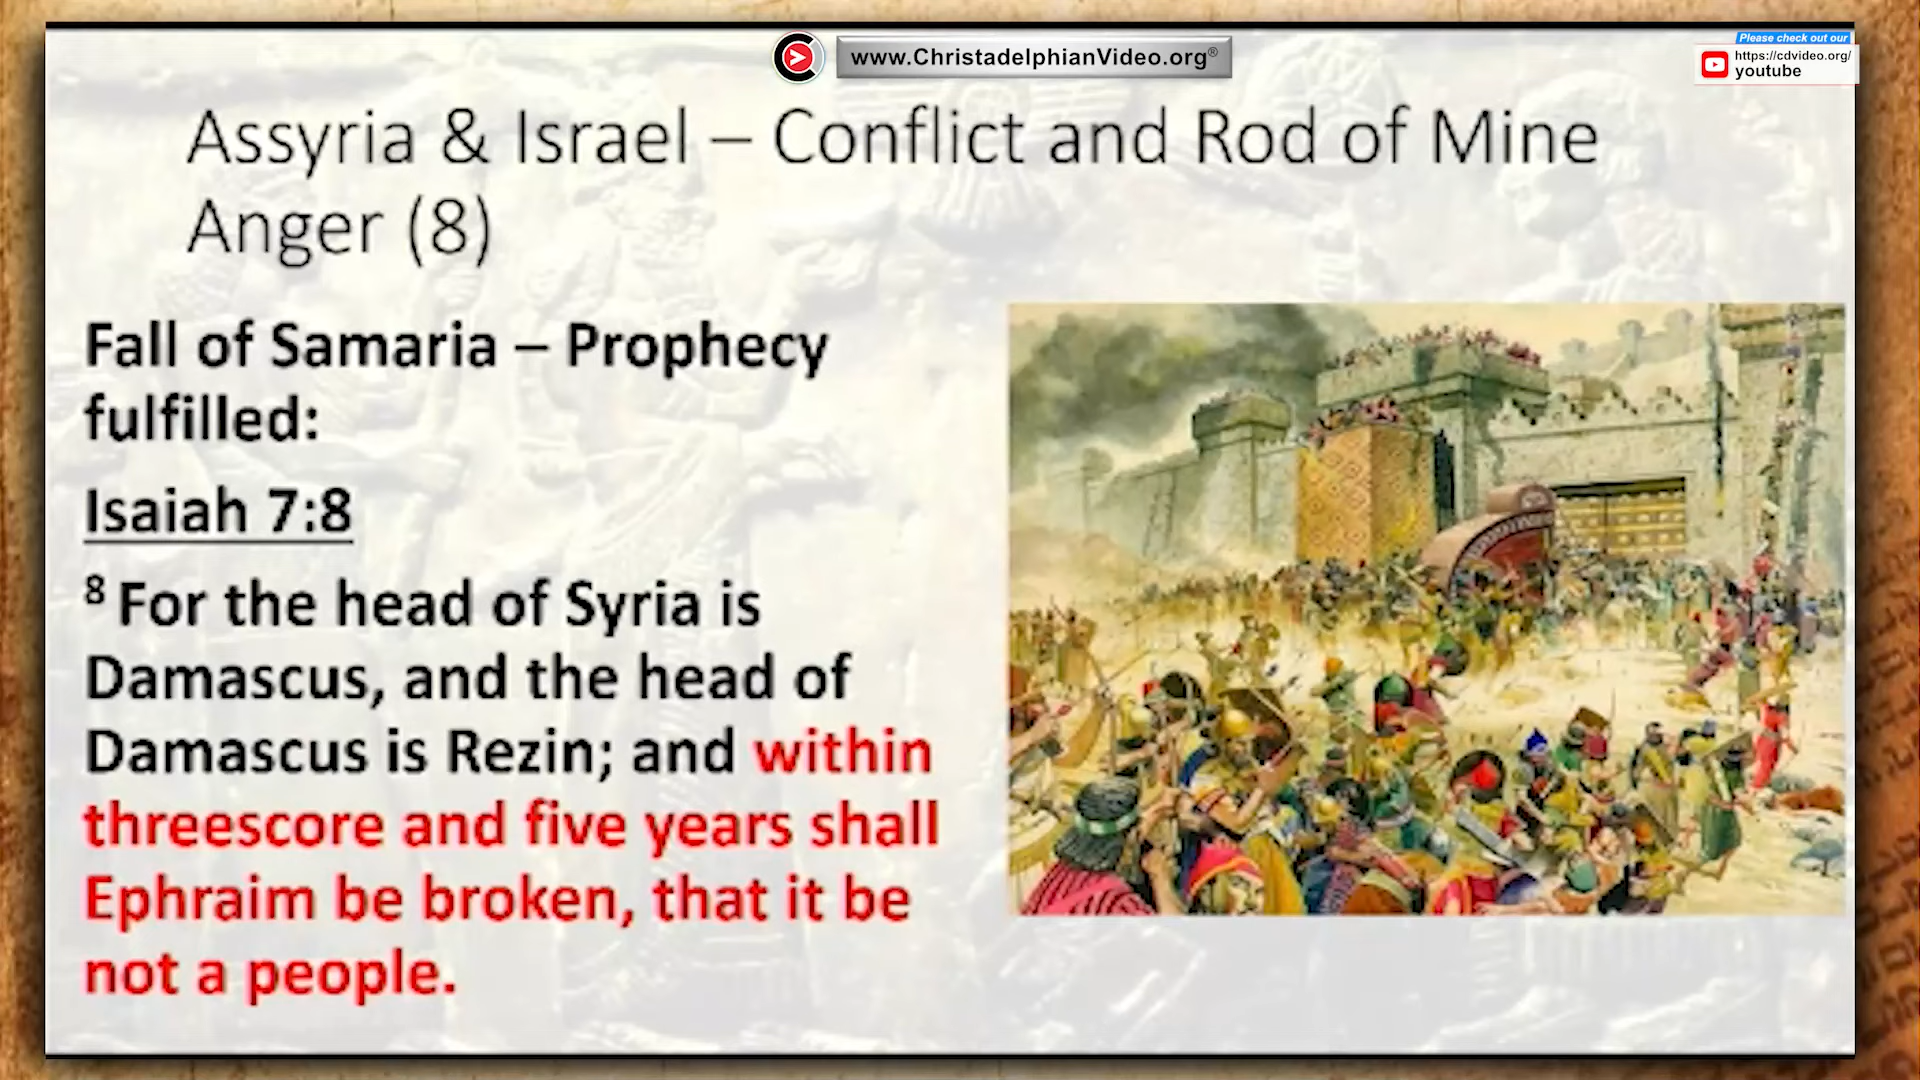 www.ChristadelphianVideo.org®
Please check out our
https://cdvideo.org/
youtube
Assyria & Israel – Conflict and Rod of Mine
Anger (8)
Fall of Samaria – Prophecy
fulfilled:
Isaiah 7:8
8 For the head of Syria is
Damascus, and the head of
Damascus is Rezin; and within
threescore and five years shall
Ephraim be broken, that it be
not a people.